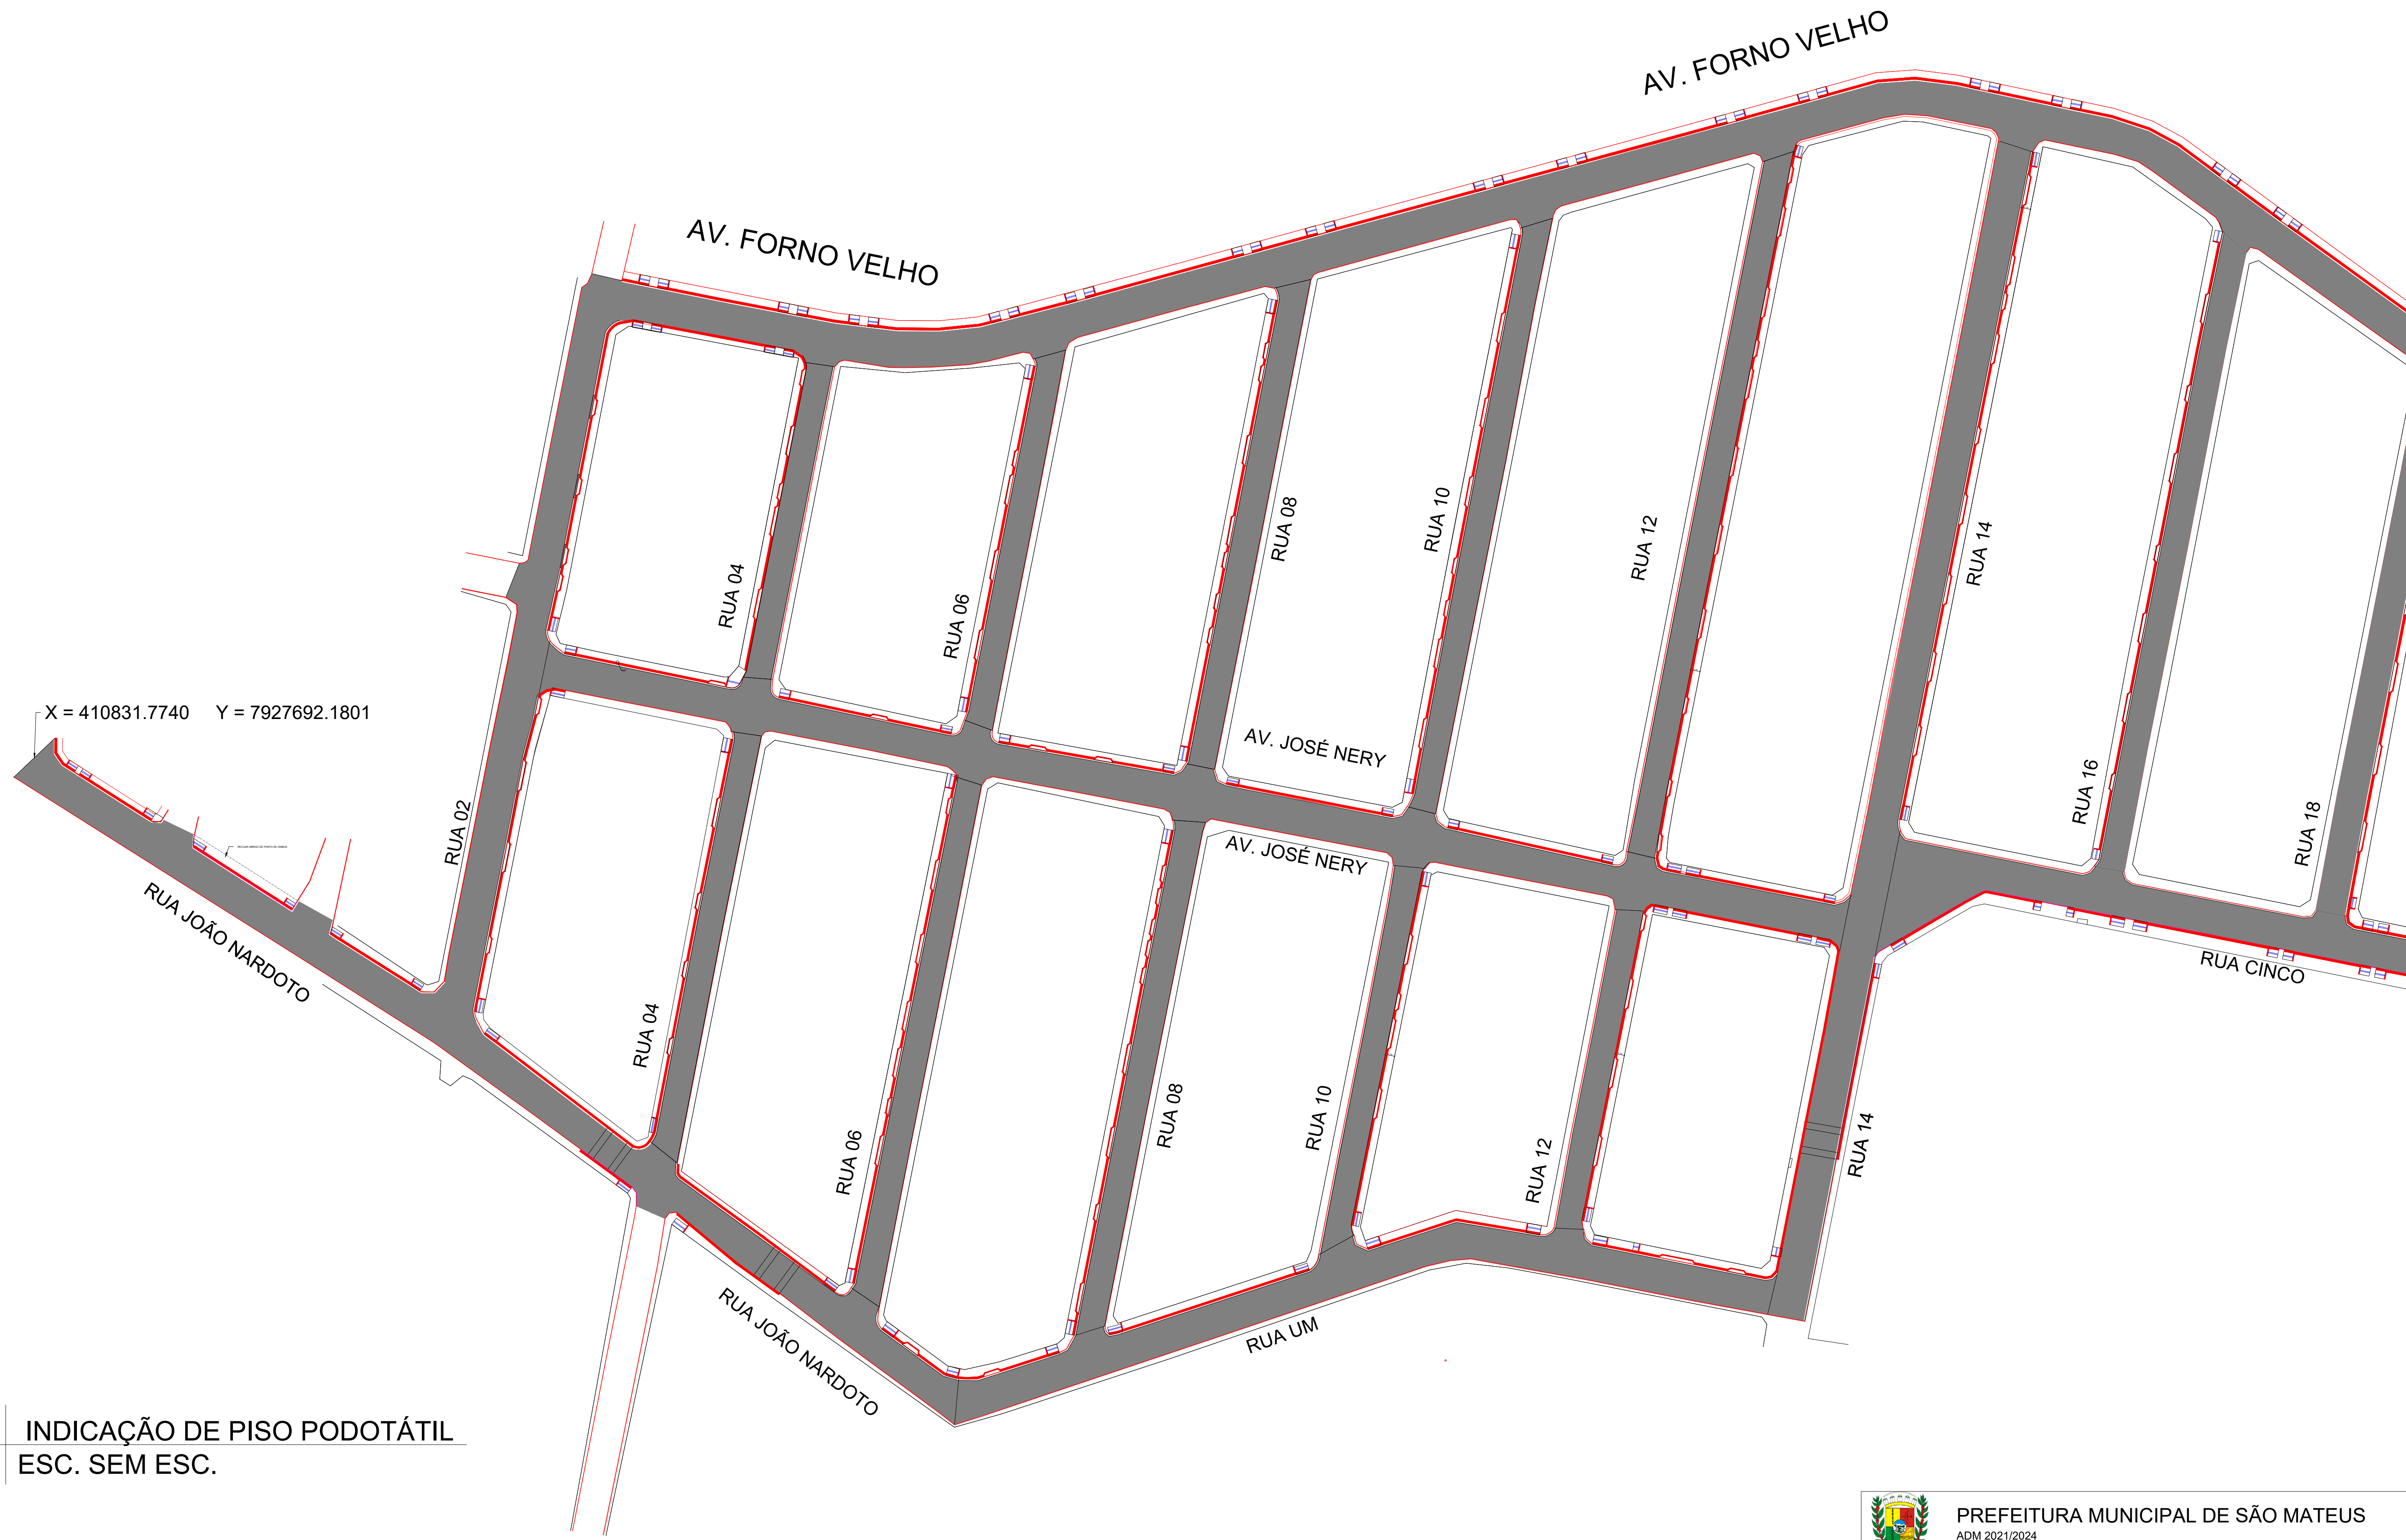 AV. FORNO VELHO
AV. FORNO VELHO
RUA 08
RUA 10
RUA 12
RUA 14
RUA 04
RUA 06
X = 410831.7740 Y = 7927692.1801
AV. JOSÉ NERY
RUA 16
RUA 18
RUA 02
AV. JOSÉ NERY
RUA JOÃO NARDOTO
RUA CINCO
RUA 04
RUA 06
RUA 08
RUA 10
RUA 12
RUA 14
RUA JOÃO NARDOTO
RUA UM
INDICAÇÃO DE PISO PODOTÁTIL
ESC. SEM ESC.
PREFEITURA MUNICIPAL DE SÃO MATEUS
ADM 2021/2024